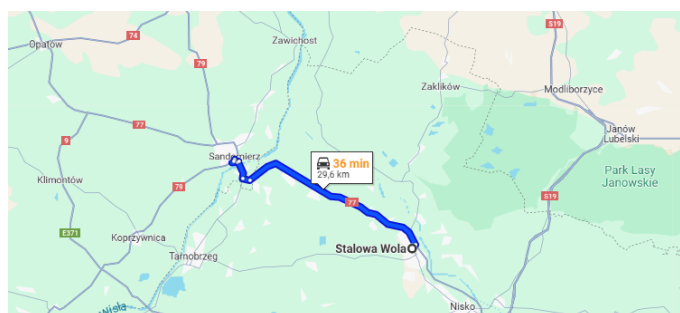 S19
74
Opatów
Zawichost
79
Zaklików
Modliborzyce
77
9
Sandomierz
Janów
Lubelski
36 min
29,6 km
Park Lasy
Janowskie
Klimontów
79
77
S19
E371
Koprzywnica
Stalowa Wola
Tarnobrzeg
Wisła
Nisko